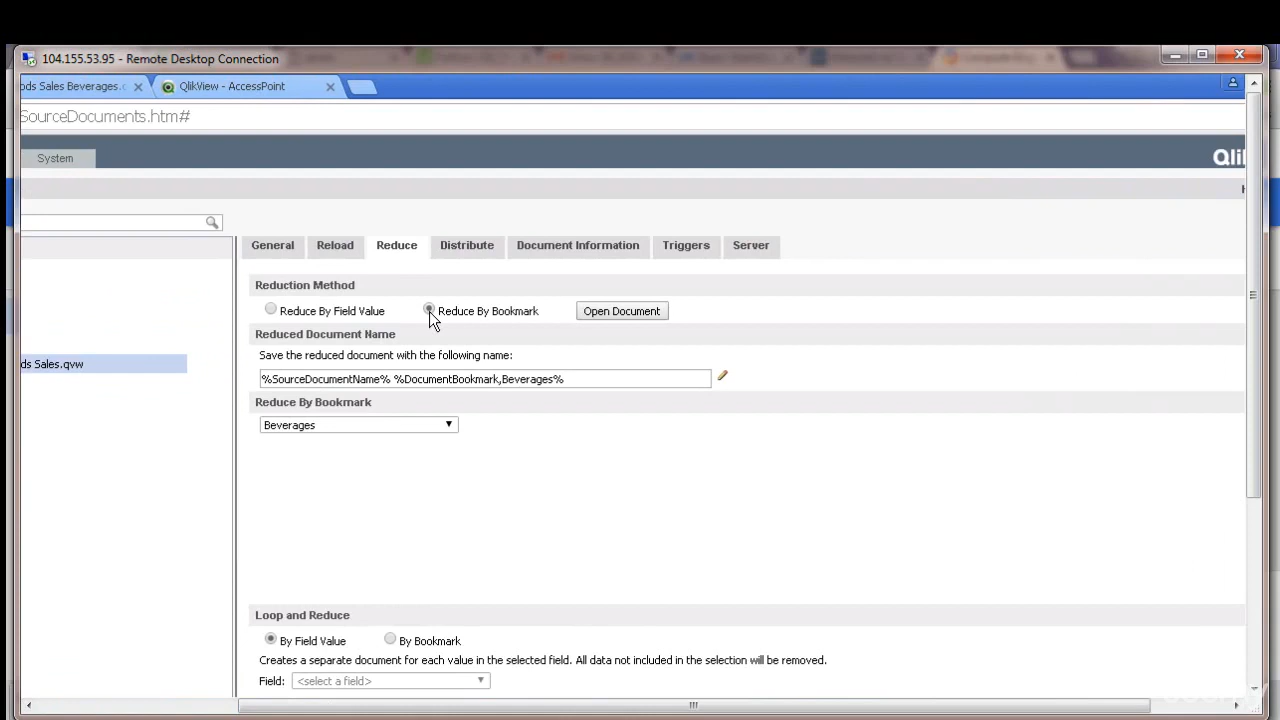 104.155.53.95 - Remote Desktop Connection
ods Sales Beverages.
QlikView - AccessPoint
SourceDocuments.htm#
System
Qli
General
Reload
Reduce
Distribute
Document Information
Triggers
Server
Reduction Method
Reduce By Field Value
Reduce By Bookmark
Open Document
Reduced Document Name
Save the reduced document with the following name:
%SourceDocumentName% %DocumentBookmark,Beverages%
ds Sales.qvw
Reduce By Bookmark
Beverages
Loop and Reduce
By Field Value
By Bookmark
Creates a separate document for each value in the selected field. All data not included in the selection will be removed.
Field:
<select a field>